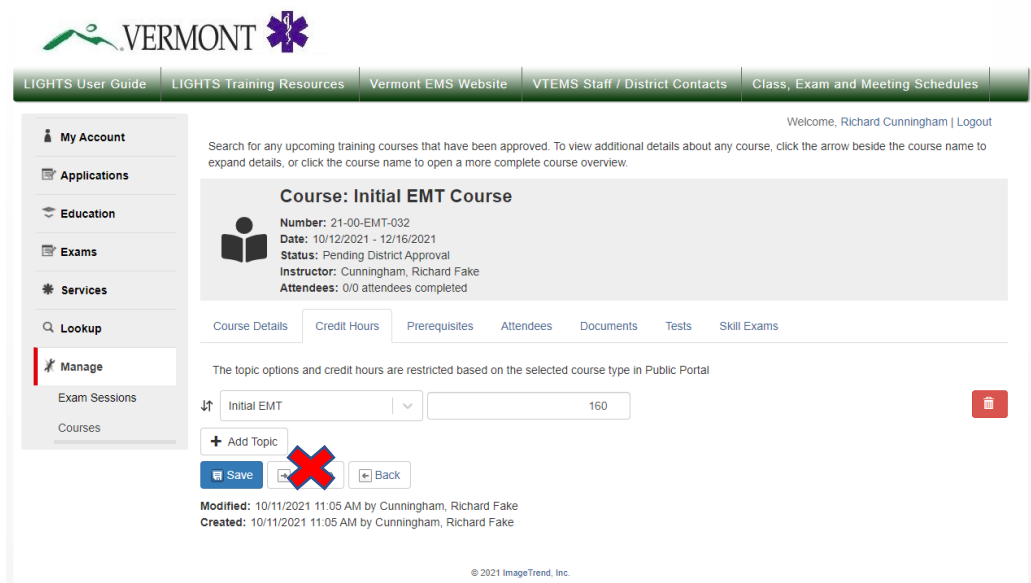 VERMONT
LIGHTS User Guide LIGHTS Training Resources Vermont EMS Website VTEMS Staff / District Contacts Class, Exam and Meeting Schedules
Welcome, Richard Cunningham | Logout
My Account
Applications
Education
Exams
Services
Lookup
Manage
Exam Sessions
Courses
Search for any upcoming training courses that have been approved. To view additional details about any course, click the arrow beside the course name to
expand details, or click the course name to open a more complete course overview.
Course: Initial EMT Course
Number: 21-00-EMT-032
Date: 10/12/2021 - 12/16/2021
Status: Pending District Approval
Instructor: Cunningham, Richard Fake
Attendees: 0/0 attendees completed
Course Details Credit Hours Prerequisites Attendees Documents Tests Skill Exams
The topic options and credit hours are restricted based on the selected course type in Public Portal
Initial EMT 160
Add Topic
Save Back
Modified: 10/11/2021 11:05 AM by Cunningham, Richard Fake
Created: 10/11/2021 11:05 AM by Cunningham, Richard Fake
© 2021 ImageTrend, Inc.